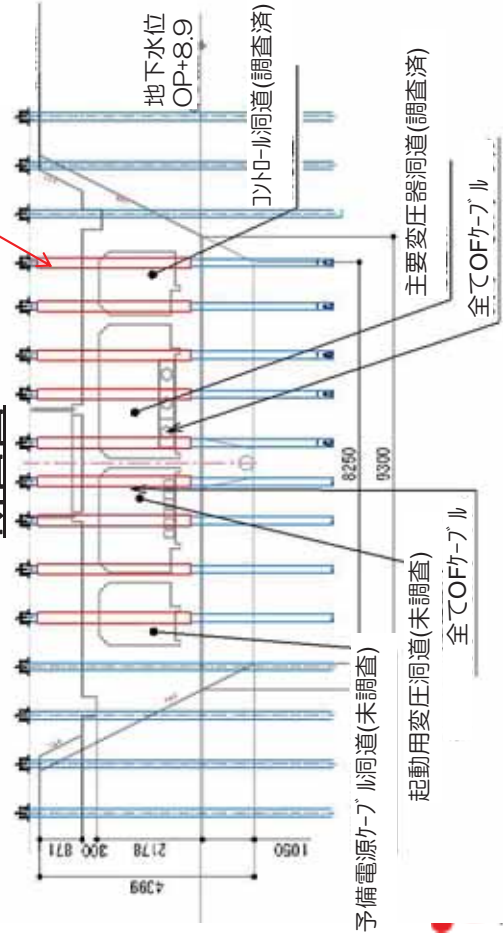 地下水位
OP+8.9
コントロール洞道(調査済)
主要変圧器洞道(調査済)
全てOFケーブル
8250
9300
全てOFケーブル
起動用変圧洞道(未調査)
予備電源ケーブル洞道(未調査)
871
300
2178
1050
4399